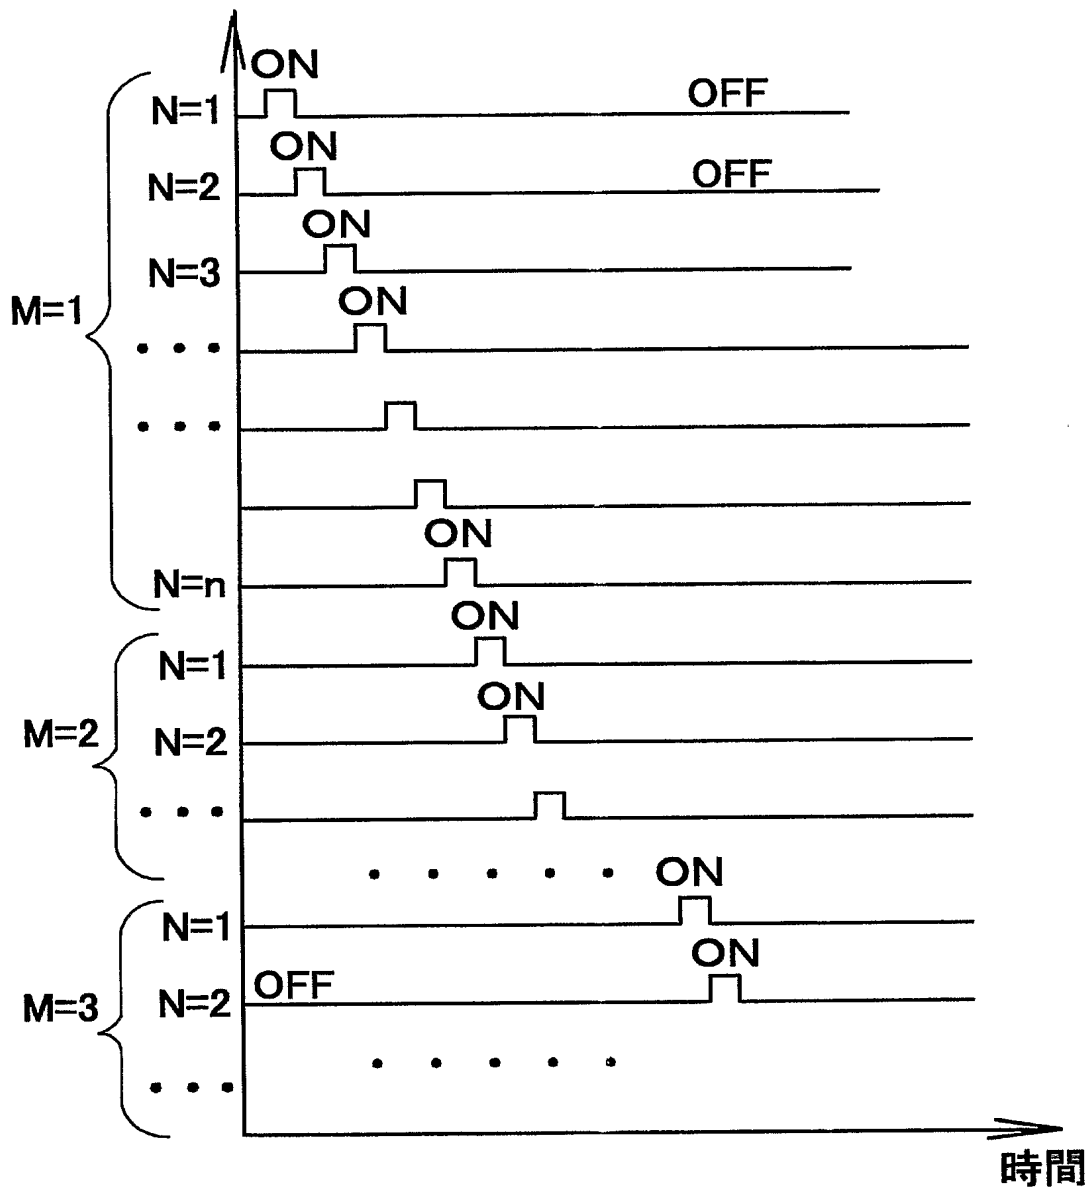 ON
N=1
OFF
ON
N=2
OFF
ON
N=3
M=1
ON
• • •
• • •
ON
N=n
ON
N=1
ON
M=2
N=2
• • •
• • • • •
ON
N=1
ON
M=3
N=2
OFF
• • • • •
• • •
時間